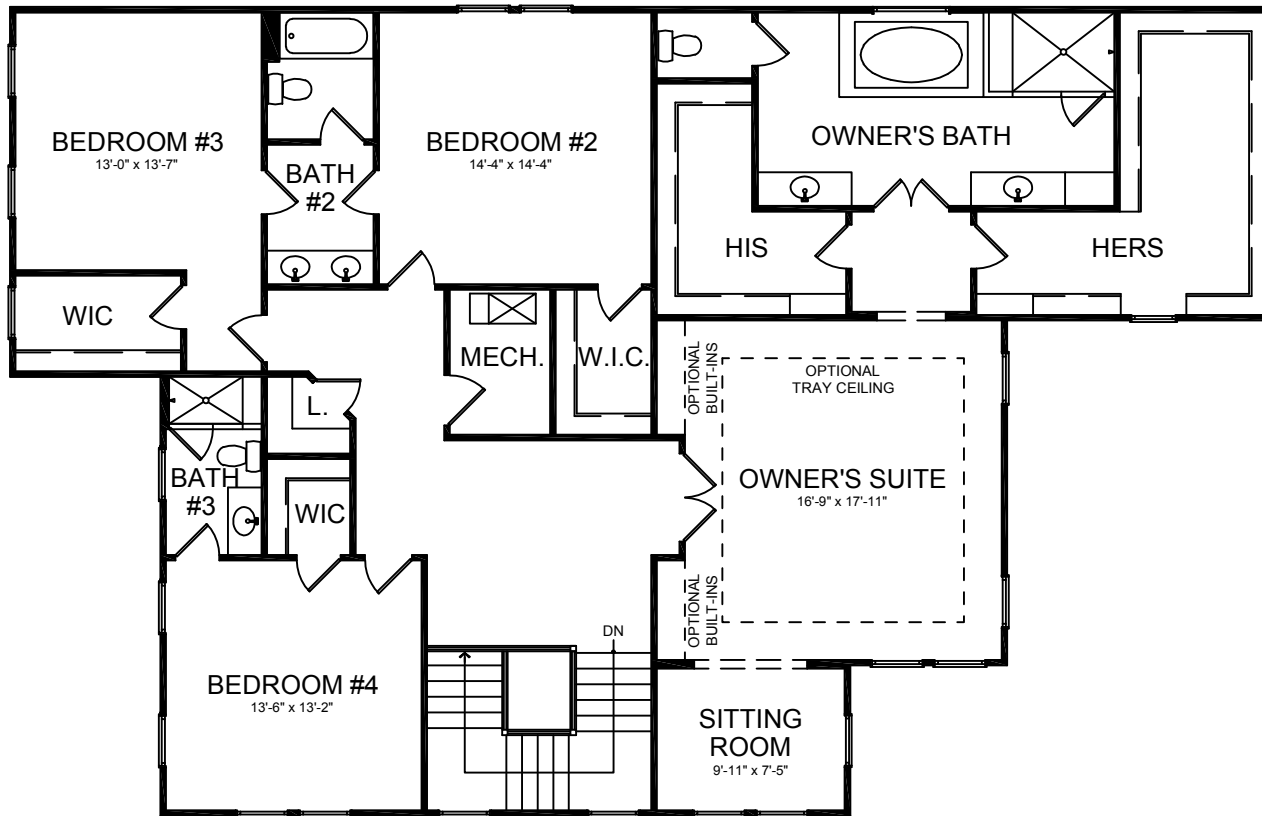 BEDROOM #3
13'-0" x 13'-7"
BATH
#2
BEDROOM #2
14'-4" x 14'-4"
OWNER'S BATH
HIS
HERS
WIC
MECH.
W.I.C.
OPTIONAL
BUILT-INS
OPTIONAL
TRAY CEILING
L.
BATH
#3
WIC
OWNER'S SUITE
16'-9" x 17'-11"
OPTIONAL
BUILT-INS
DN
BEDROOM #4
13'-6" x 13'-2"
SITTING
ROOM
9'-11" x 7'-5"